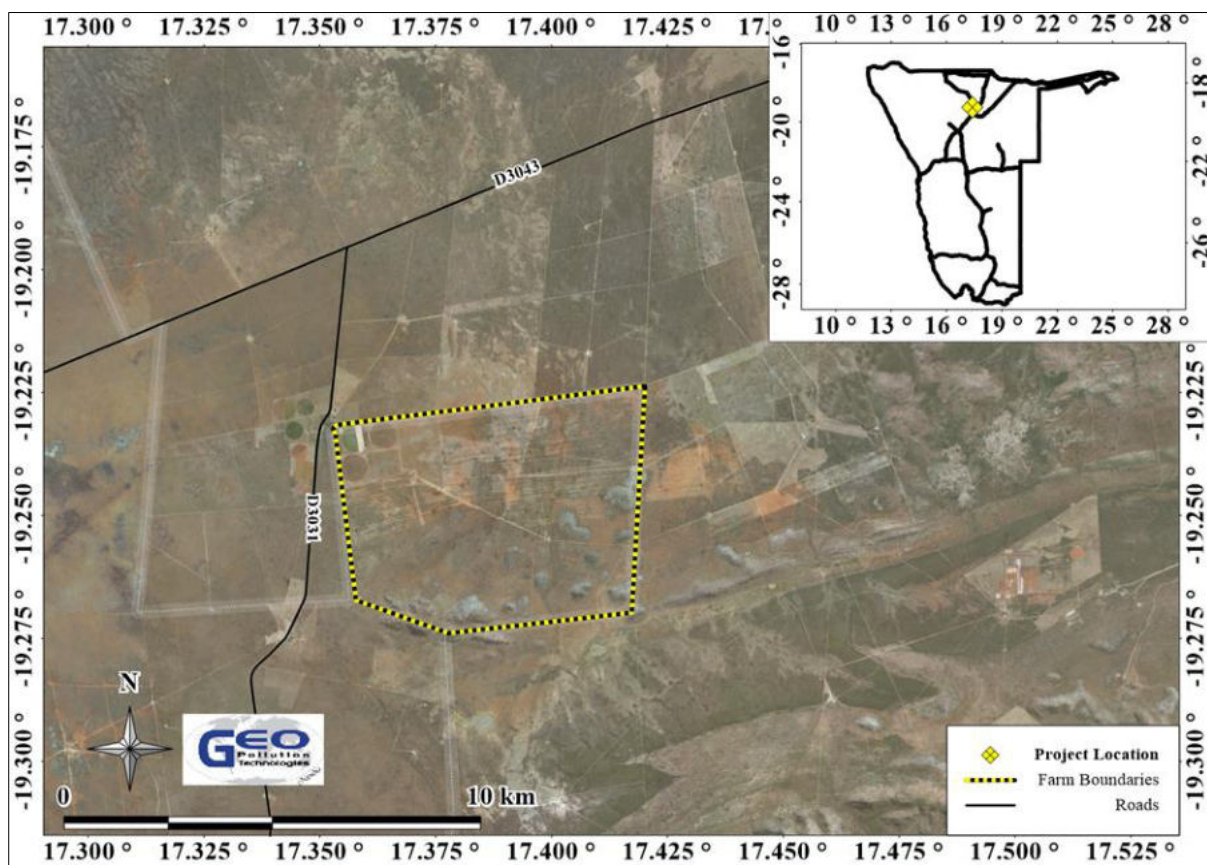 17.300 17.325 17.350 17.375 17.400 17.425 17.4
10° 13° 16° 19° 22° 25° 28°
-16 -20 -24 -28°
-18° -22° -26°
10° 13° 16° 19° 22° 25° 28°
-19.175°
-19.200°
-19.225°
-19.250°
-19.275°
-19.300°
D3043
D3031
-19.225°
-19.250°
-19.275°
-19.300°
N
GEO
Pollution
Technologies
0 10 km
Project Location
Farm Boundaries
Roads
17.300 17.325° 17.350° 17.375° 17.400° 17.425° 17.450° 17.475° 17.500° 17.525°